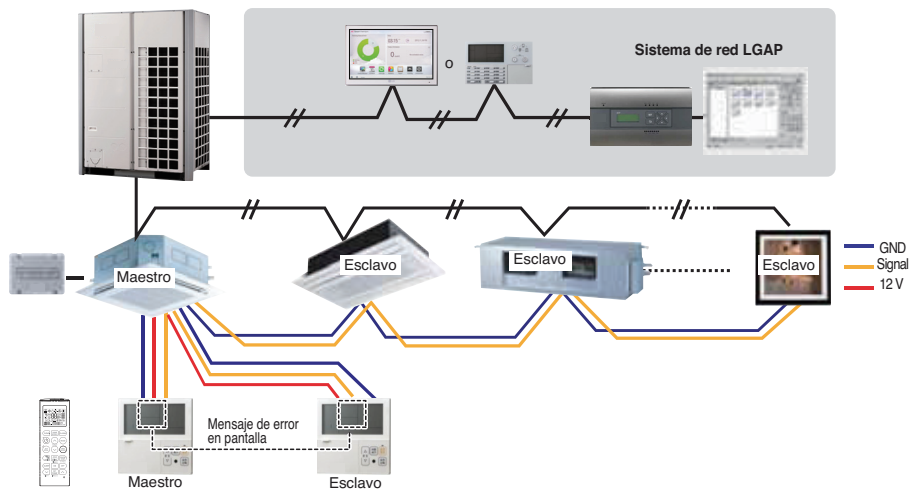 Sistema de red LGAP
o
Maestro
Esclavo
Esclavo
Esclavo
GND
Signal
12 V
Mensaje de error
en pantalla
Maestro
Esclavo